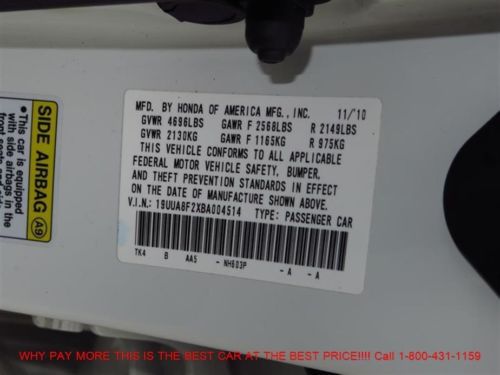 MFD. BY HONDA OF AMERICA MFG., INC. 11/'10
GVWR 4696LBS GAWR F 2568LBS R 2149LBS
GVWR 2130KG GAWR F 1165KG R 975KG
THIS VEHICLE CONFORMS TO ALL APPLICABLE
FEDERAL MOTOR VEHICLE SAFETY, BUMPER,
AND THEFT PREVENTION STANDARDS IN EFFECT
ON THE DATE OF MANUFACTURE SHOWN ABOVE.
V.I.N.: 19UUA8F2XBA004514 TYPE: PASSENGER CAR
TK4 B AA5 -NH603P -A -A
SIDE AIRBAG A9
This car is equipped
with side airbags in the
WHY PAY MORE THIS IS THE BEST CAR AT THE BEST PRICE!!!! Call 1-800-431-1159